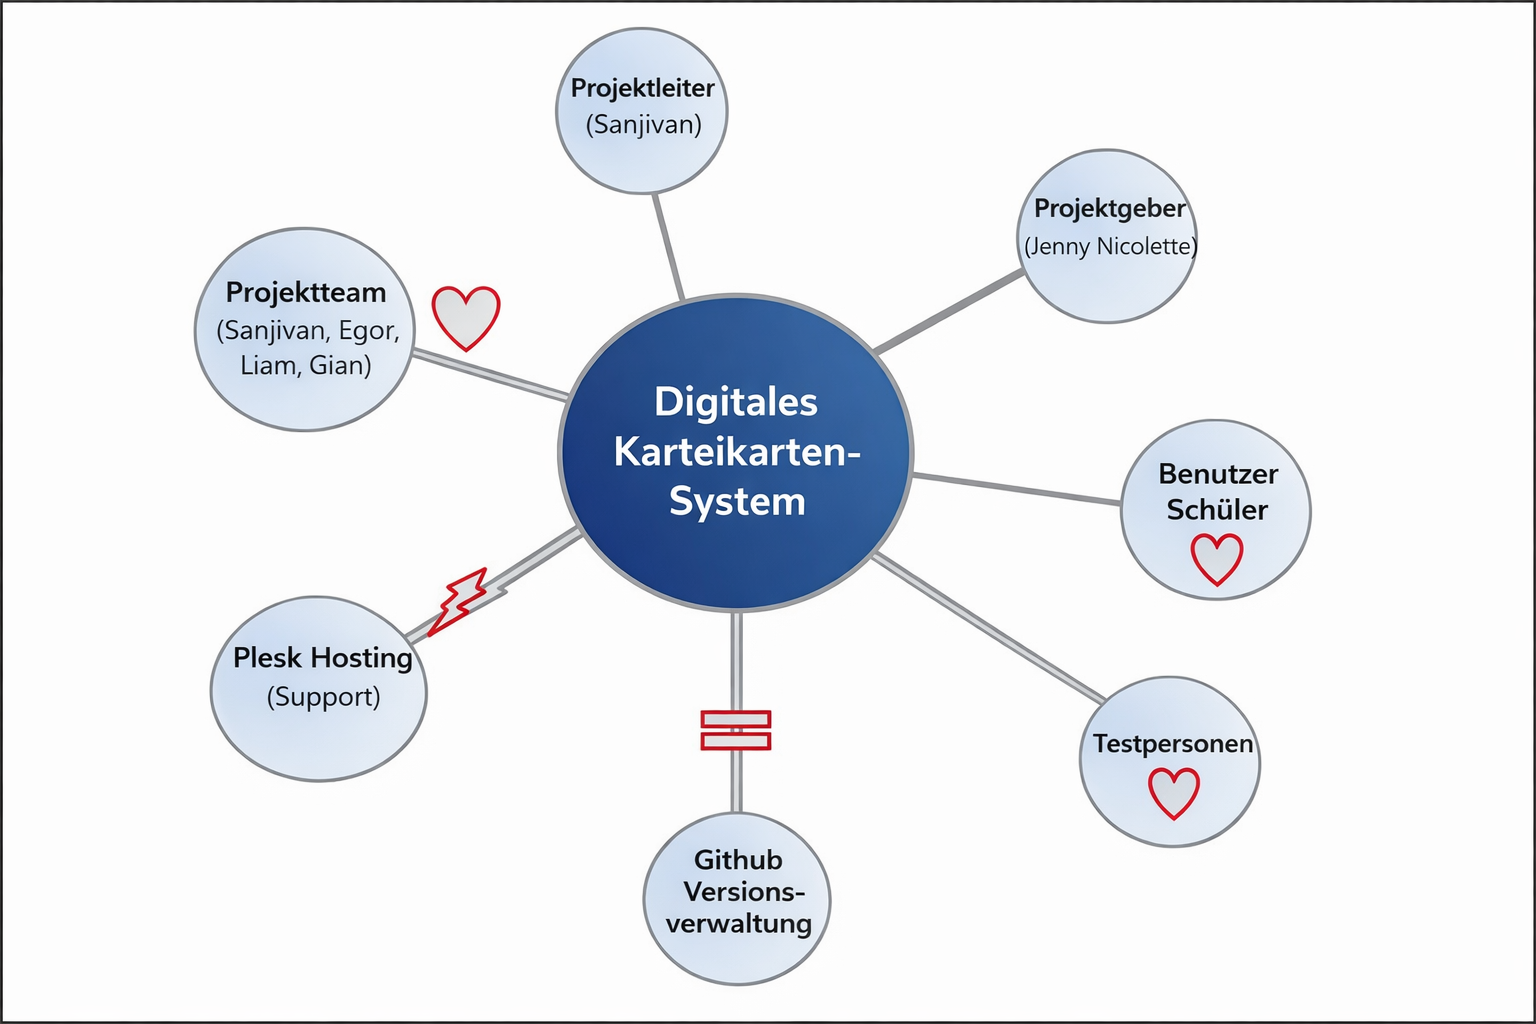 Projektleiter
(Sanjivan)
Projektgeber
(Jenny Nicolette)
Projektteam
(Sanjivan, Egor,
Liam, Gian)
Digitales
Karteikarten-
System
Benutzer
Schüler
Plesk Hosting
(Support)
Testpersonen
Github
Versions-
verwaltung